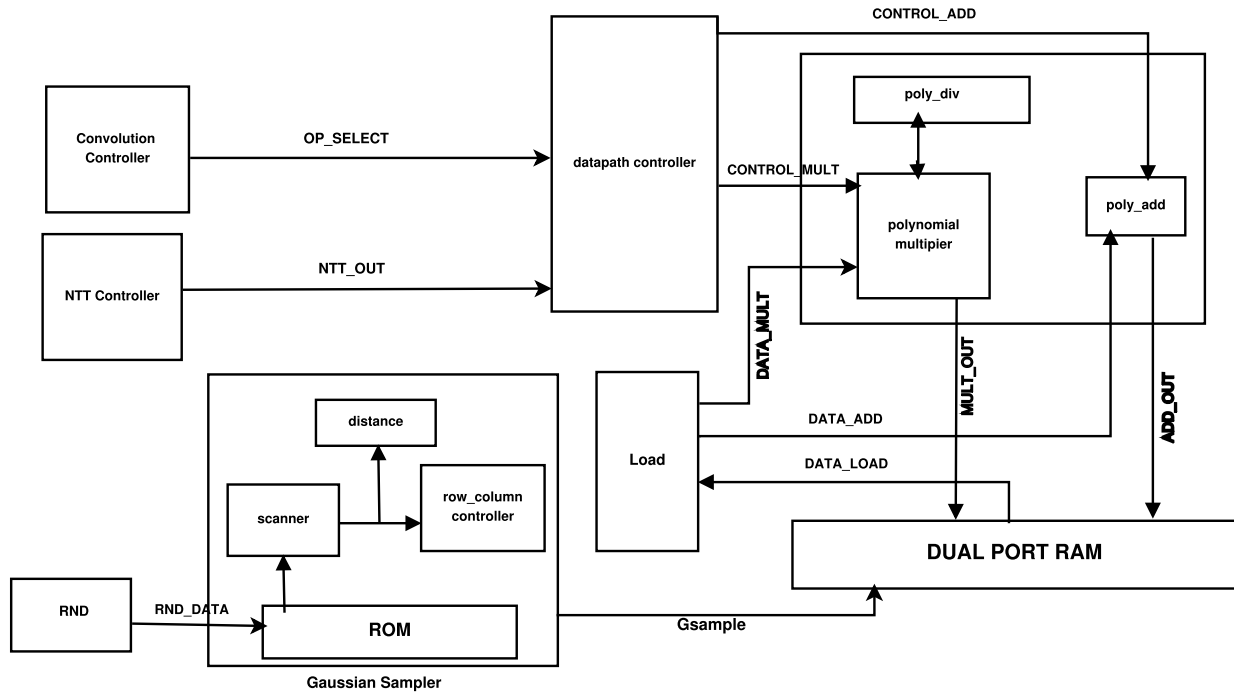 CONTROL_ADD
poly_div
Convolution
Controller
OP_SELECT
datapath controller
CONTROL_MULT
poly_add
polynomial
multipier
NTT_OUT
NTT Controller
DATA_MULT
MULT_OUT
ADD_OUT
distance
DATA_ADD
Load
DATA_LOAD
row_column
controller
scanner
DUAL PORT RAM
RND
RND_DATA
ROM
Gsample
Gaussian Sampler